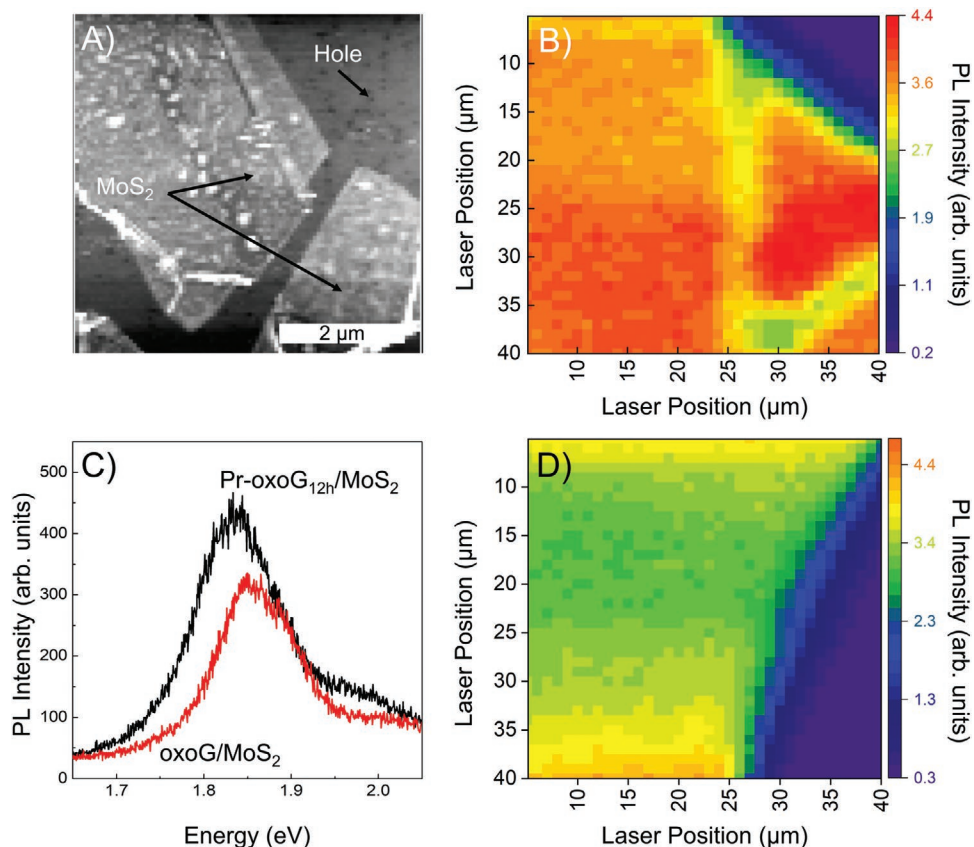 A)
Hole
MoS₂
2 µm
B)
Laser Position (µm)
10
15
20
25
30
35
40
10
15
20
25
30
35
40
Laser Position (µm)
4.4
3.6
2.7
1.9
1.1
0.2
PL Intensity (arb. units)
C)
PL Intensity (arb. units)
500
400
300
200
100
0
Pr-oxoG₁₂ₕ/MoS₂
oxoG/MoS₂
1.7
1.8
1.9
2.0
Energy (eV)
D)
Laser Position (µm)
10
15
20
25
30
35
40
10
15
20
25
30
35
40
Laser Position (µm)
4.4
3.4
2.3
1.3
0.3
PL Intensity (arb. units)